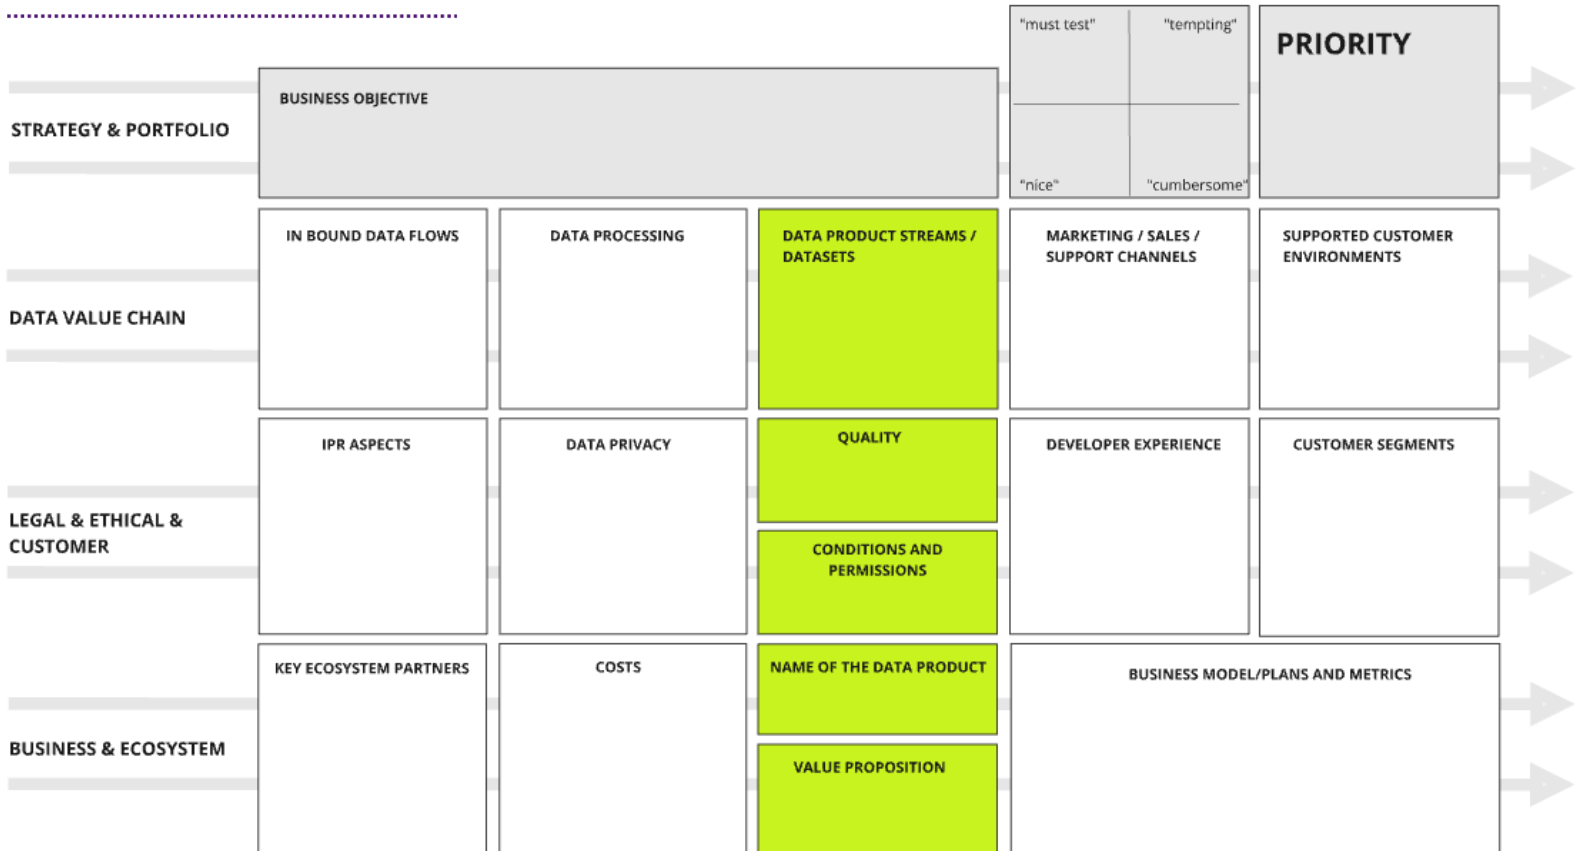 "must test"
"tempting"
PRIORITY
BUSINESS OBJECTIVE
STRATEGY & PORTFOLIO
"nice"
"cumbersome"
IN BOUND DATA FLOWS
DATA PROCESSING
DATA PRODUCT STREAMS /
DATASETS
MARKETING / SALES /
SUPPORT CHANNELS
SUPPORTED CUSTOMER
ENVIRONMENTS
DATA VALUE CHAIN
IPR ASPECTS
DATA PRIVACY
QUALITY
DEVELOPER EXPERIENCE
CUSTOMER SEGMENTS
LEGAL & ETHICAL &
CUSTOMER
CONDITIONS AND
PERMISSIONS
KEY ECOSYSTEM PARTNERS
COSTS
NAME OF THE DATA PRODUCT
BUSINESS MODEL/PLANS AND METRICS
BUSINESS & ECOSYSTEM
VALUE PROPOSITION